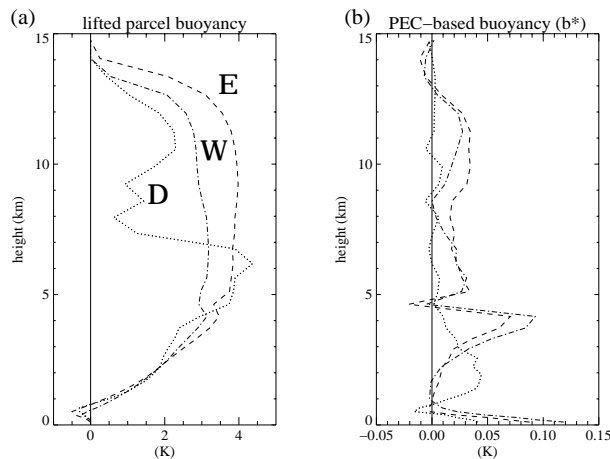 (a) lifted parcel buoyancy
15
10
5
0
height (km)
E
W
D
0 2 4
(K)
(b) PEC−based buoyancy (b*)
15
10
5
0
height (km)
−0.05 0.00 0.05 0.10 0.15
(K)